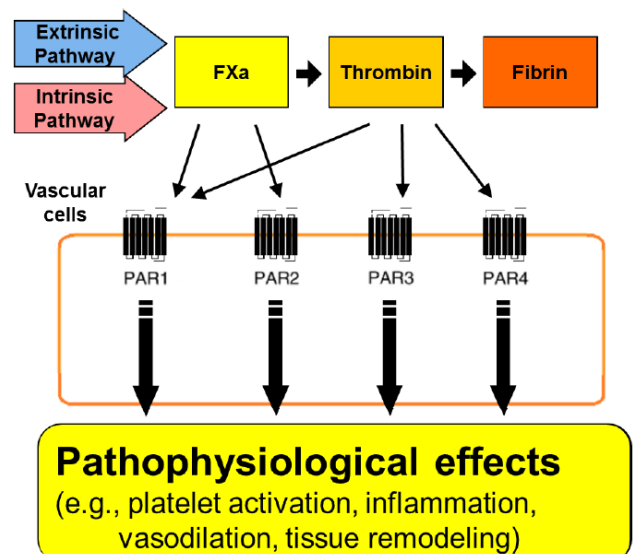 Extrinsic
Pathway
Intrinsic
Pathway
FXa
Thrombin
Fibrin
Vascular
cells
PAR1
PAR2
PAR3
PAR4
Pathophysiological effects
(e.g., platelet activation, inflammation,
vasodilation, tissue remodeling)